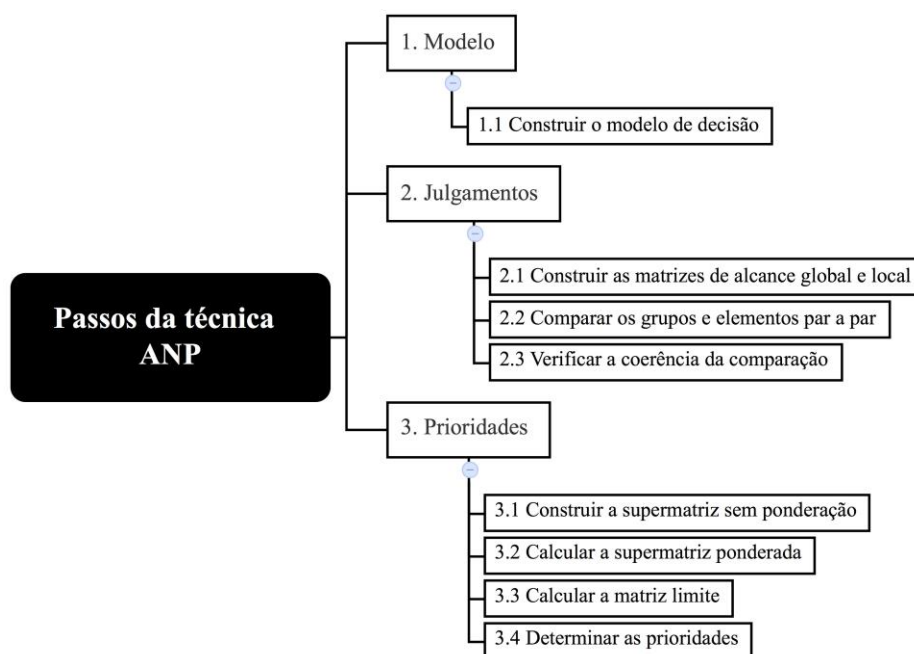 Passos da técnica
ANP
1. Modelo
1.1 Construir o modelo de decisão
2. Julgamentos
2.1 Construir as matrizes de alcance global e local
2.2 Comparar os grupos e elementos par a par
2.3 Verificar a coerência da comparação
3. Prioridades
3.1 Construir a supermatriz sem ponderação
3.2 Calcular a supermatriz ponderada
3.3 Calcular a matriz limite
3.4 Determinar as prioridades